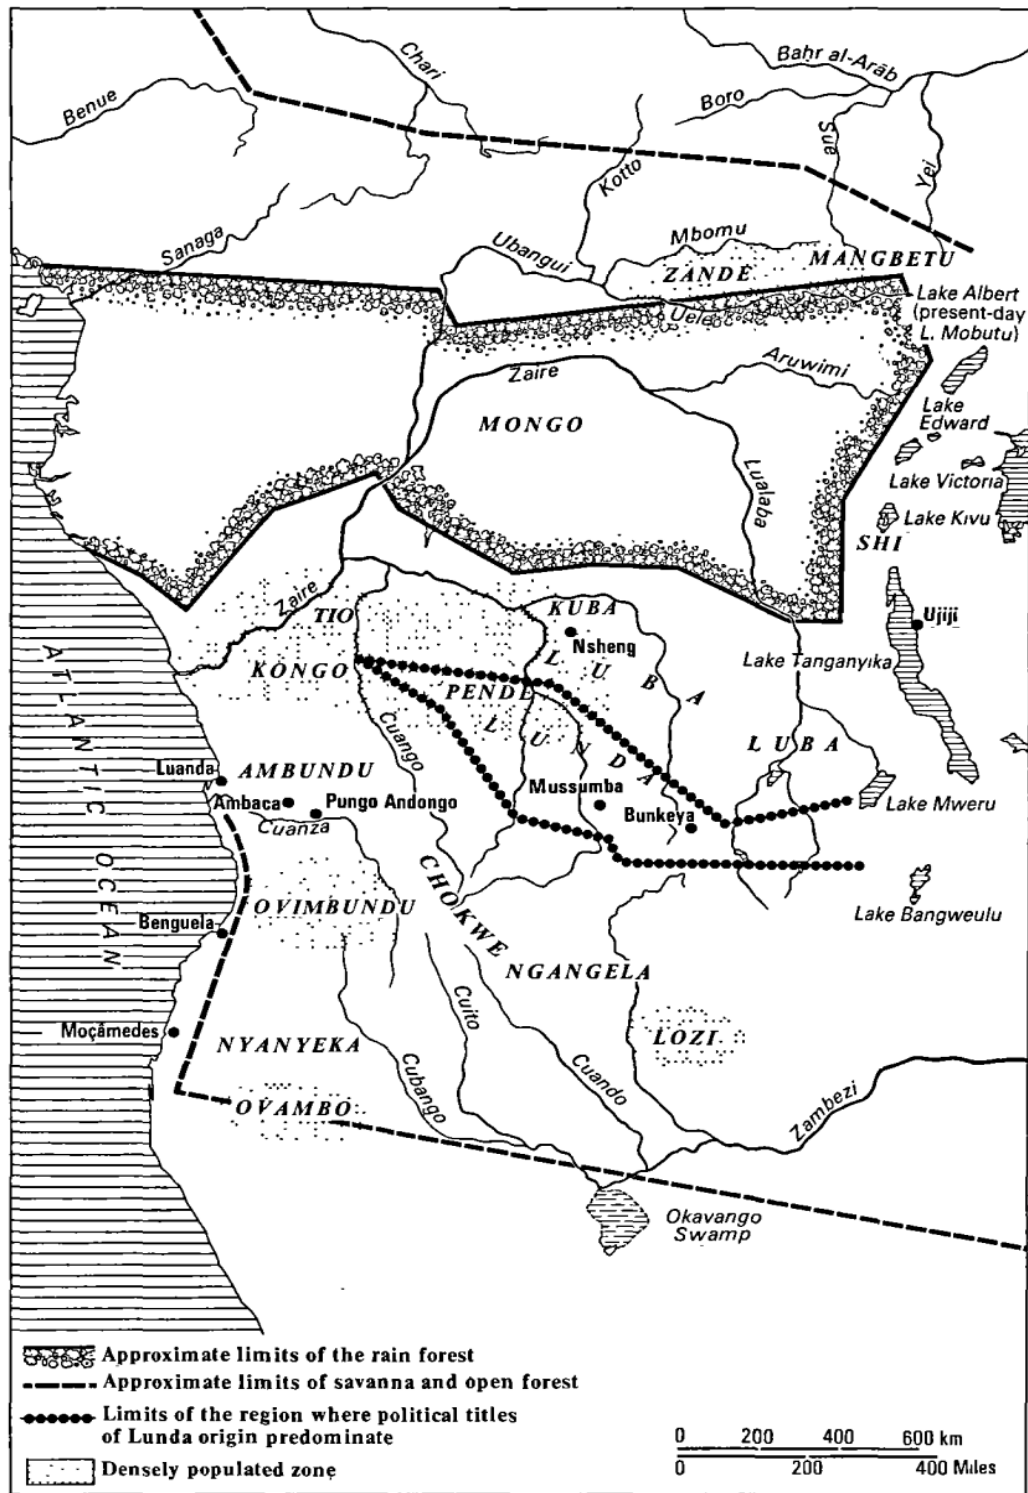 Chari
Baḥr al-Arāb
Benue
Boro
Sue
Yei
Kotto
Sanaga
Ubangui
Mbomu
ZANDE
MANGBETU
Uele
Lake Albert
(present-day
L. Mobutu)
Zaire
Aruwimi
MONGO
Lake
Edward
Lualaba
Lake Victoria
Lake Kivu
SHI
Zaire
TIO
KUBA
Nsheng
Ujiji
KONGO
LUBA
Lake Tanganyika
PENDE
LUNDA
Cuango
LUBA
ATLANTIC OCEAN
Luanda
AMBUNDU
Ambaca
Pungo Andongo
Cuanza
Mussumba
Bunkeya
Lake Mweru
CHOKWE
OVIMBUNDU
Lake Bangweulu
Benguela
NGANGELA
Cuito
Moçâmedes
NYANYEKA
LOZI
Cubango
Cuando
OVAMBO
Zambezi
Okavango
Swamp
Approximate limits of the rain forest
Approximate limits of savanna and open forest
Limits of the region where political titles
of Lunda origin predominate
Densely populated zone
0 200 400 600 km
0 200 400 Miles